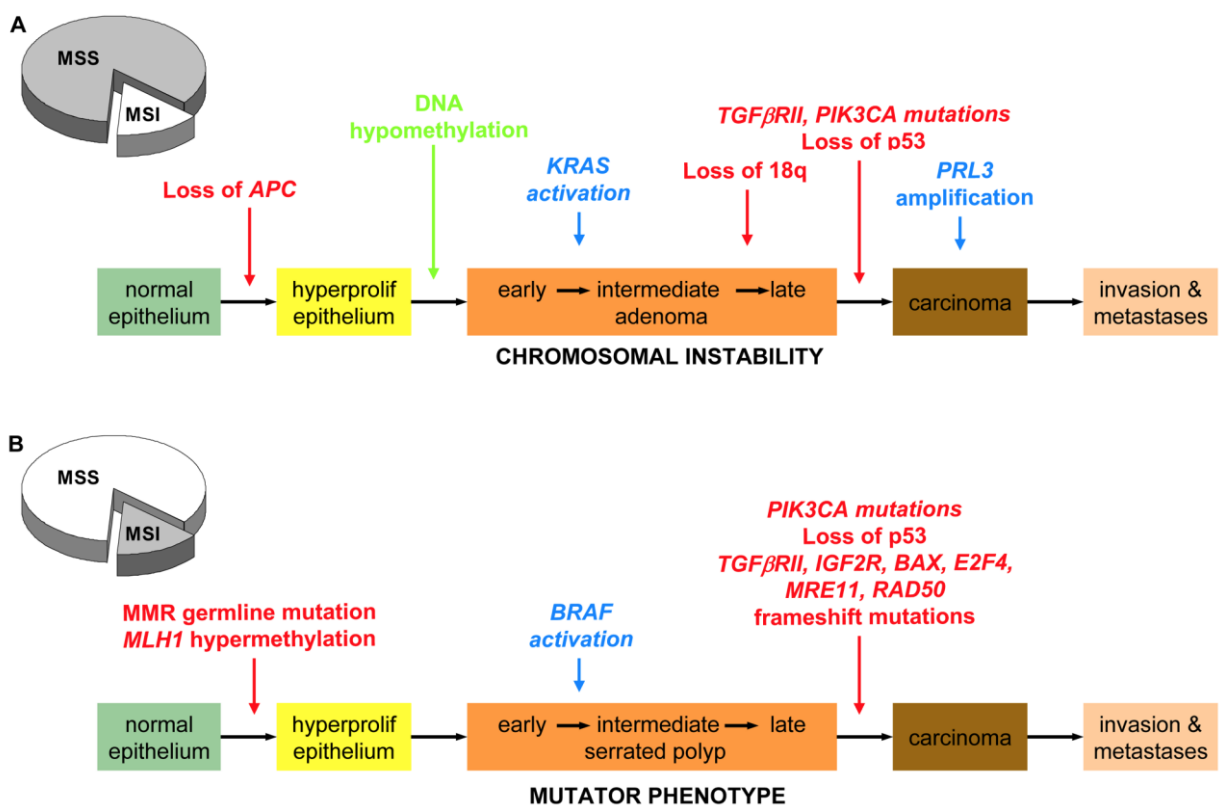 A
MSS
MSI
DNA
hypomethylation
TGFβRII, PIK3CA mutations
Loss of p53
KRAS
activation
Loss of 18q
PRL3
amplification
Loss of APC
normal
epithelium
hyperprolif
epithelium
early intermediate late
adenoma
carcinoma
invasion &
metastases
CHROMOSOMAL INSTABILITY
B
MSS
MSI
PIK3CA mutations
Loss of p53
TGFβRII, IGF2R, BAX, E2F4,
MRE11, RAD50
frameshift mutations
MMR germline mutation
MLH1 hypermethylation
BRAF
activation
normal
epithelium
hyperprolif
epithelium
early intermediate late
serrated polyp
carcinoma
invasion &
metastases
MUTATOR PHENOTYPE